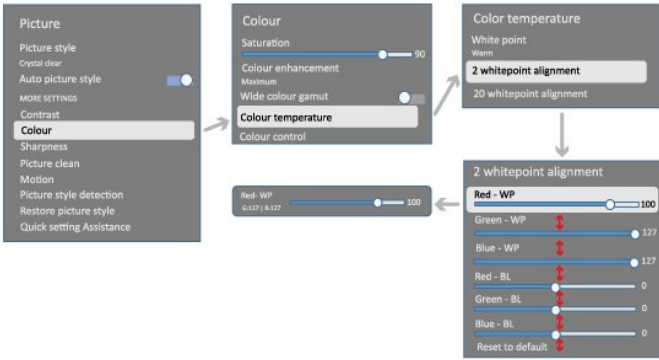 Picture
Picture style
Crystal clear
Auto picture style
MORE SETTINGS
Contrast
Colour
Sharpness
Picture clean
Motion
Picture style detection
Restore picture style
Quick setting Assistance
Colour
Saturation
90
Colour enhancement
Maximum
Wide colour gamut
Colour temperature
Colour control
Color temperature
White point
Warm
2 whitepoint alignment
20 whitepoint alignment
2 whitepoint alignment
Red - WP
100
Green - WP
127
Blue - WP
127
Red - BL
0
Green - BL
0
Blue - BL
0
Reset to default
Red- WP
G:127 | B:127
100